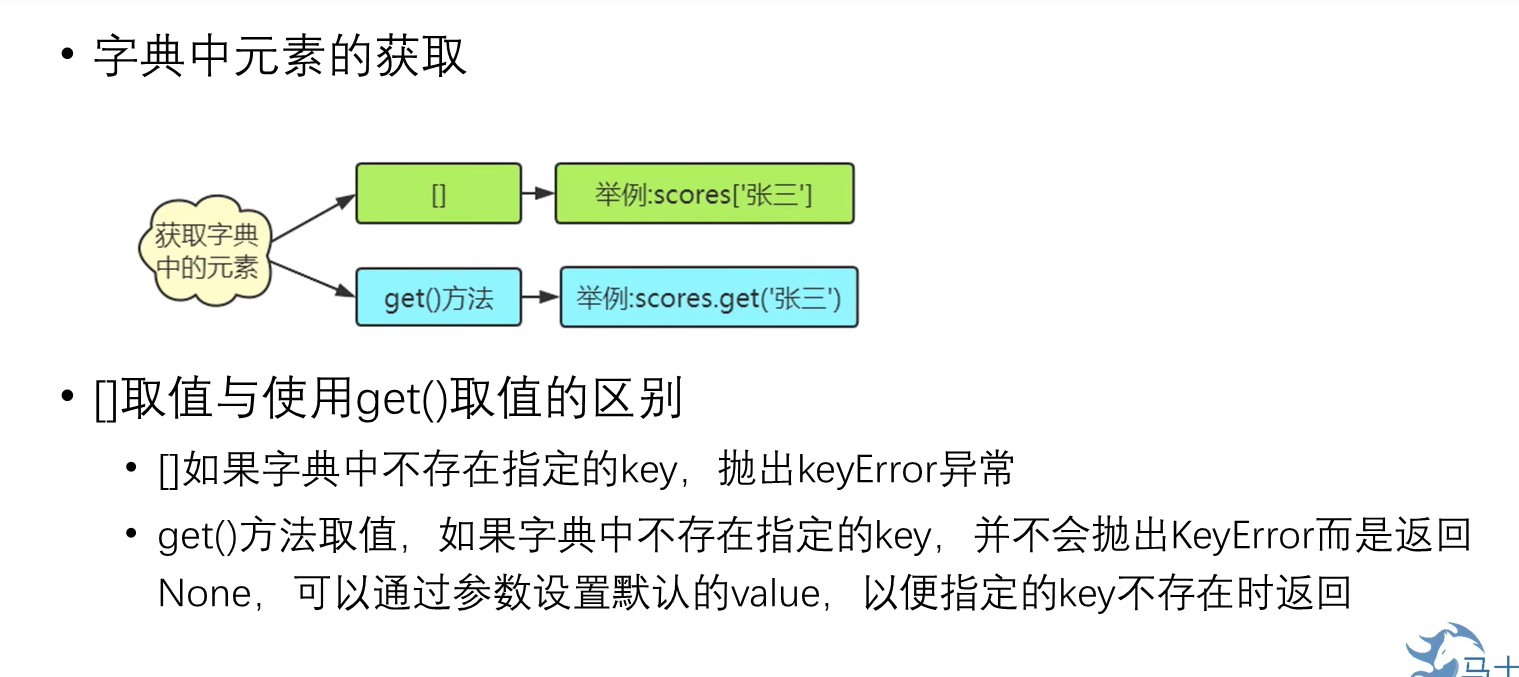 • 字典中元素的获取
[]
举例:scores['张三']
获取字典
中的元素
get()方法
举例:scores.get('张三')
• []取值与使用get()取值的区别
• []如果字典中不存在指定的key，抛出keyError异常
• get()方法取值，如果字典中不存在指定的key，并不会抛出KeyError而是返回
None，可以通过参数设置默认的value，以便指定的key不存在时返回
马士